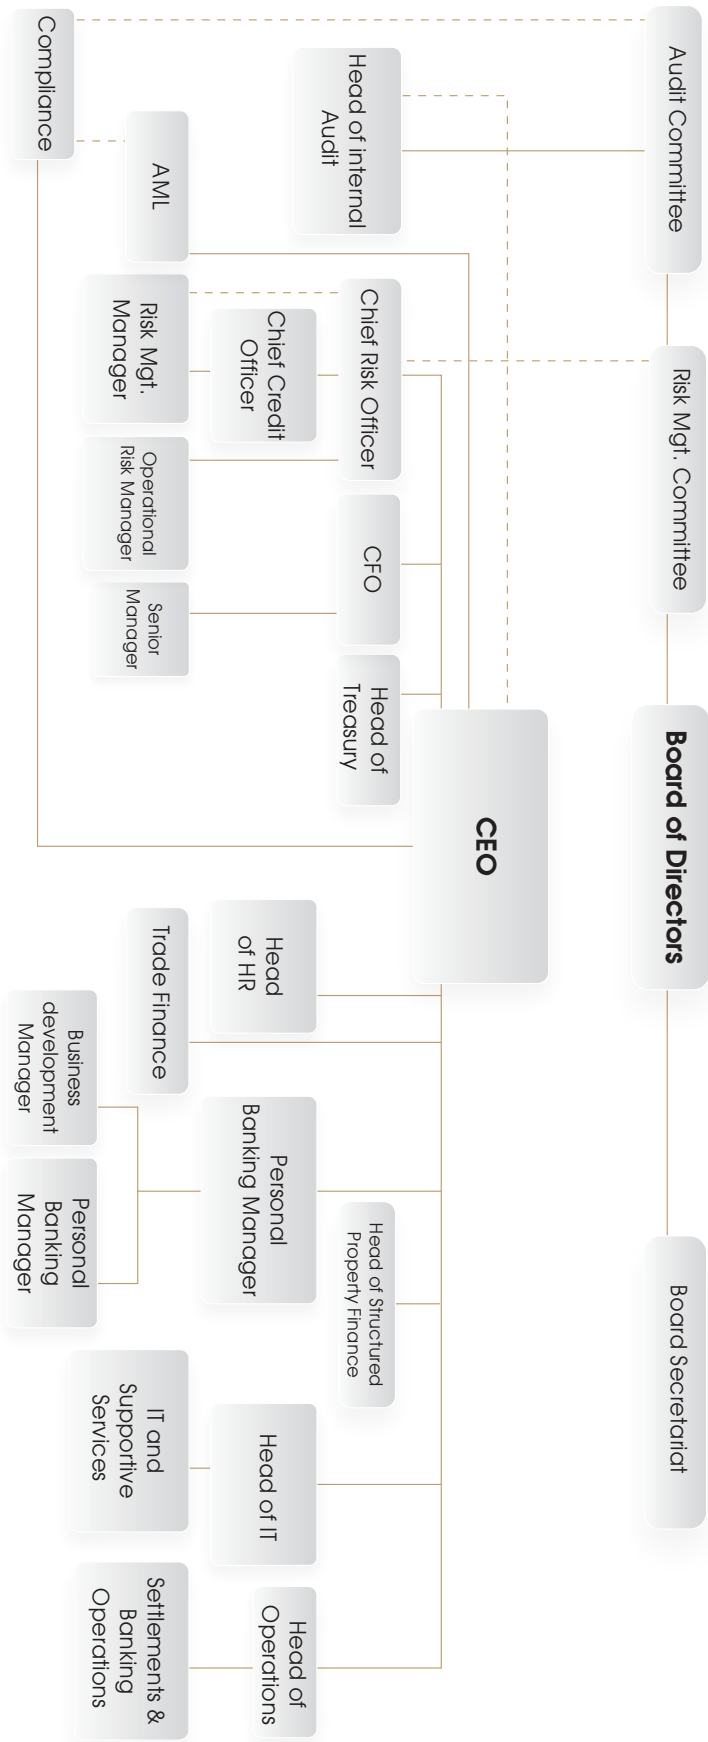 Audit Committee
Risk Mgt. Committee
Board of Directors
Board Secretariat
CEO
Head of internal
Audit
Chief Risk Officer
CFO
Head of
Treasury
Head of Structured
Property Finance
Chief Credit
Officer
Head
of HR
Personal
Banking Manager
Head of IT
Head of
Operations
Compliance
AML
Risk Mgt.
Manager
Operational
Risk Manager
Senior
Manager
Trade Finance
IT and
Supportive
Services
Settlements &
Banking
Operations
Business
development
Manager
Personal
Banking
Manager